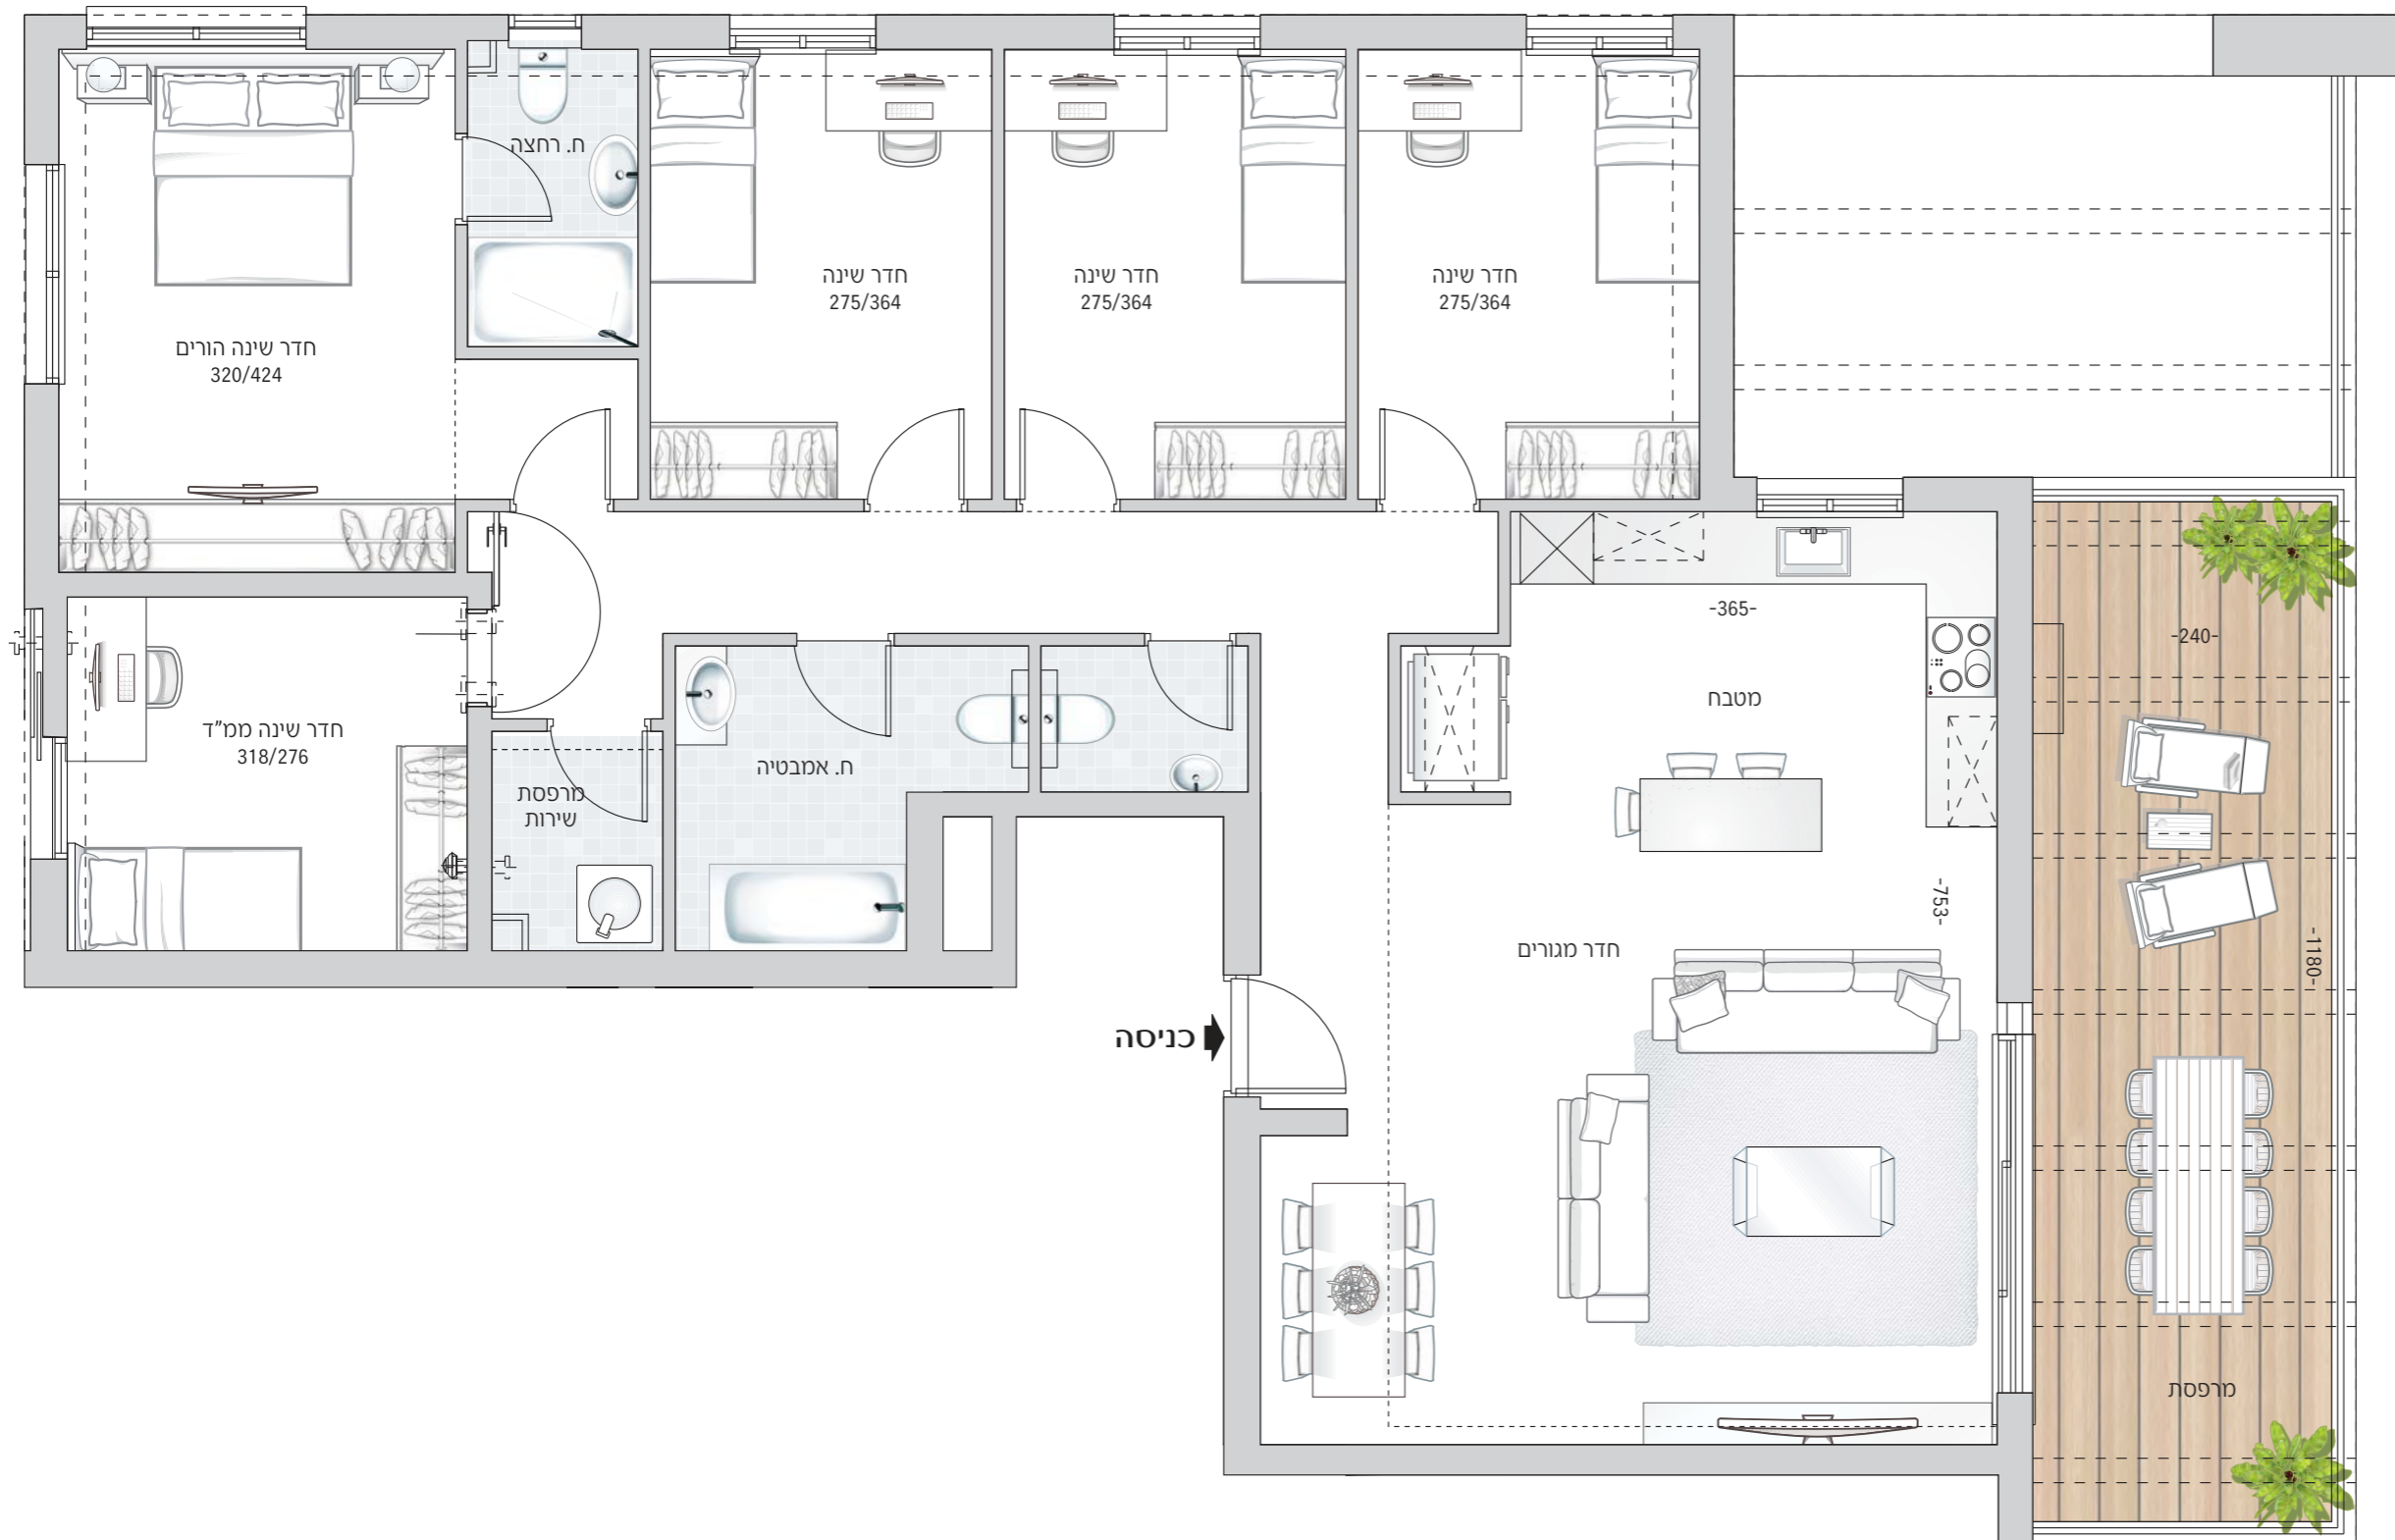 ח. רחצה
חדר שינה
275/364
חדר שינה
275/364
חדר שינה
275/364
חדר שינה הורים
320/424
-365-
-240-
מטבח
חדר שינה ממ"ד
318/276
ח. אמבטיה
מרפסת
שירות
-753-
חדר מגורים
-1180-
כניסה
מרפסת